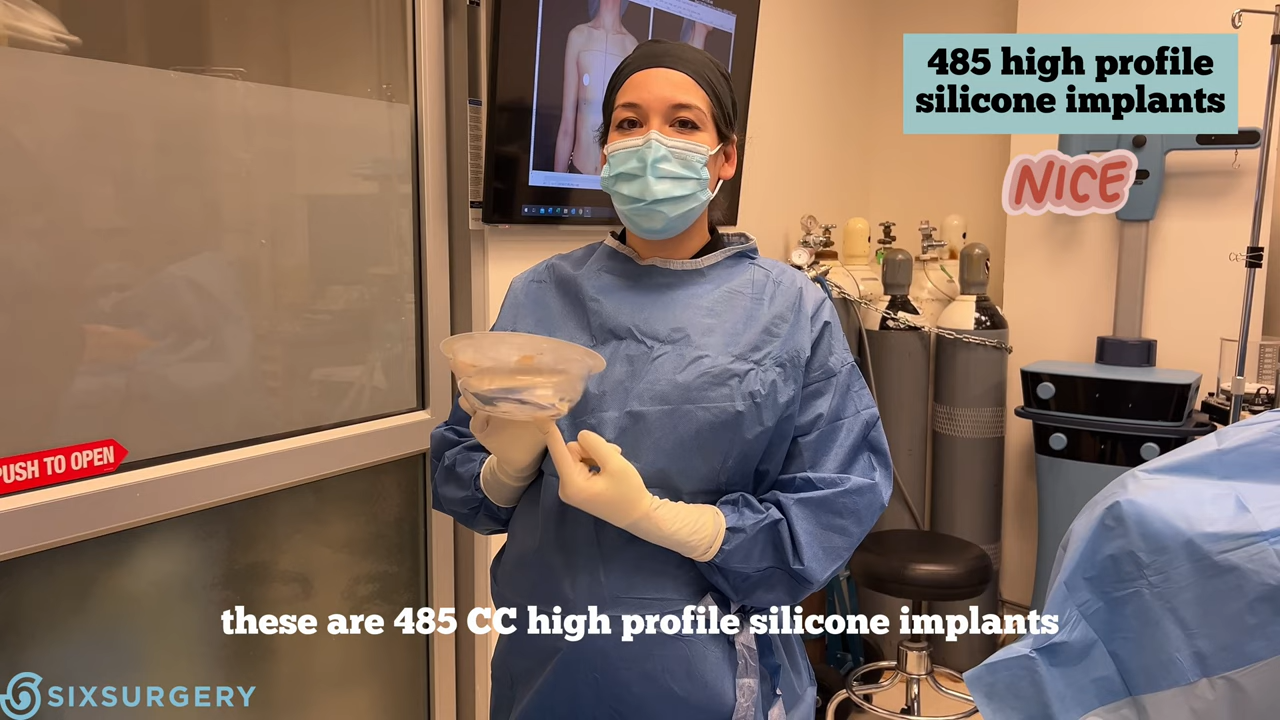 485 high profile
silicone implants
NICE
PUSH TO OPEN
these are 485 CC high profile silicone implants
SIXSURGERY